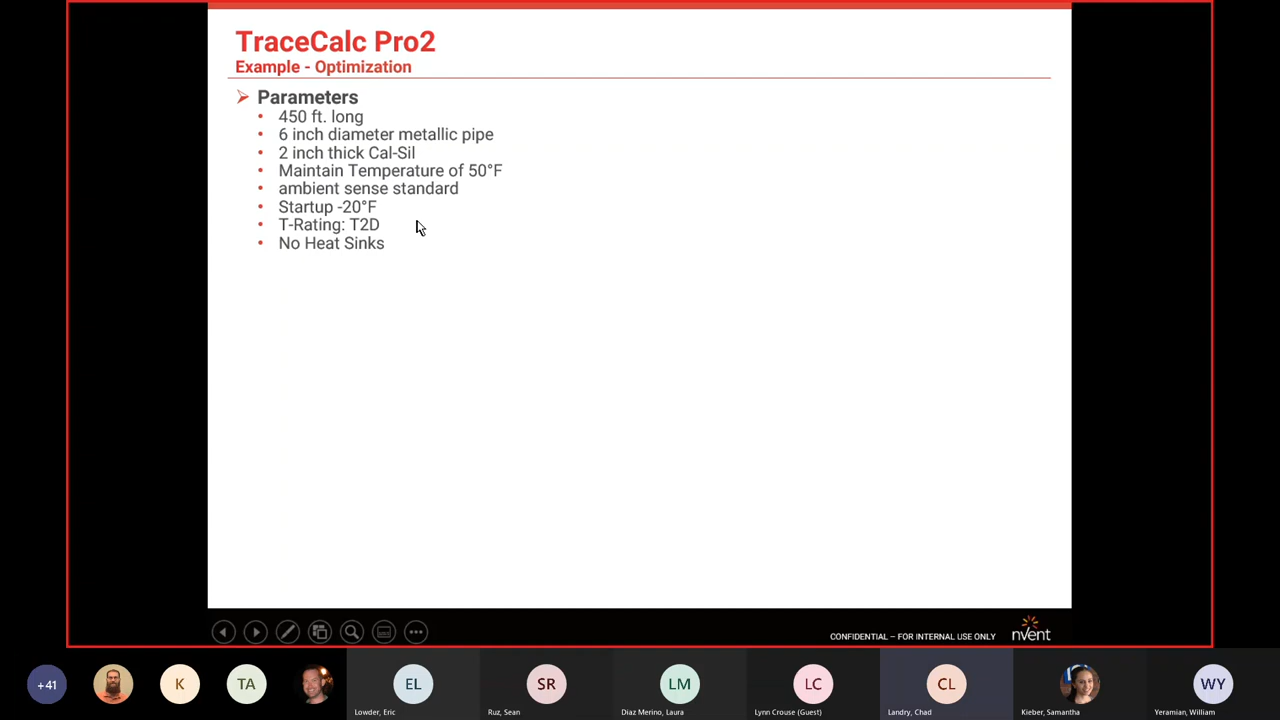 TraceCalc Pro2
Example - Optimization
Parameters
450 ft. long
6 inch diameter metallic pipe
2 inch thick Cal-Sil
Maintain Temperature of 50°F
ambient sense standard
Startup -20°F
T-Rating: T2D
No Heat Sinks
CONFIDENTIAL – FOR INTERNAL USE ONLY
nvent
+41
K
TA
EL
SR
LM
LC
CL
WY
Lowder, Eric
Ruz, Sean
Diaz Merino, Laura
Lynn Crouse (Guest)
Landry, Chad
Kieber, Samantha
Yeramian, William